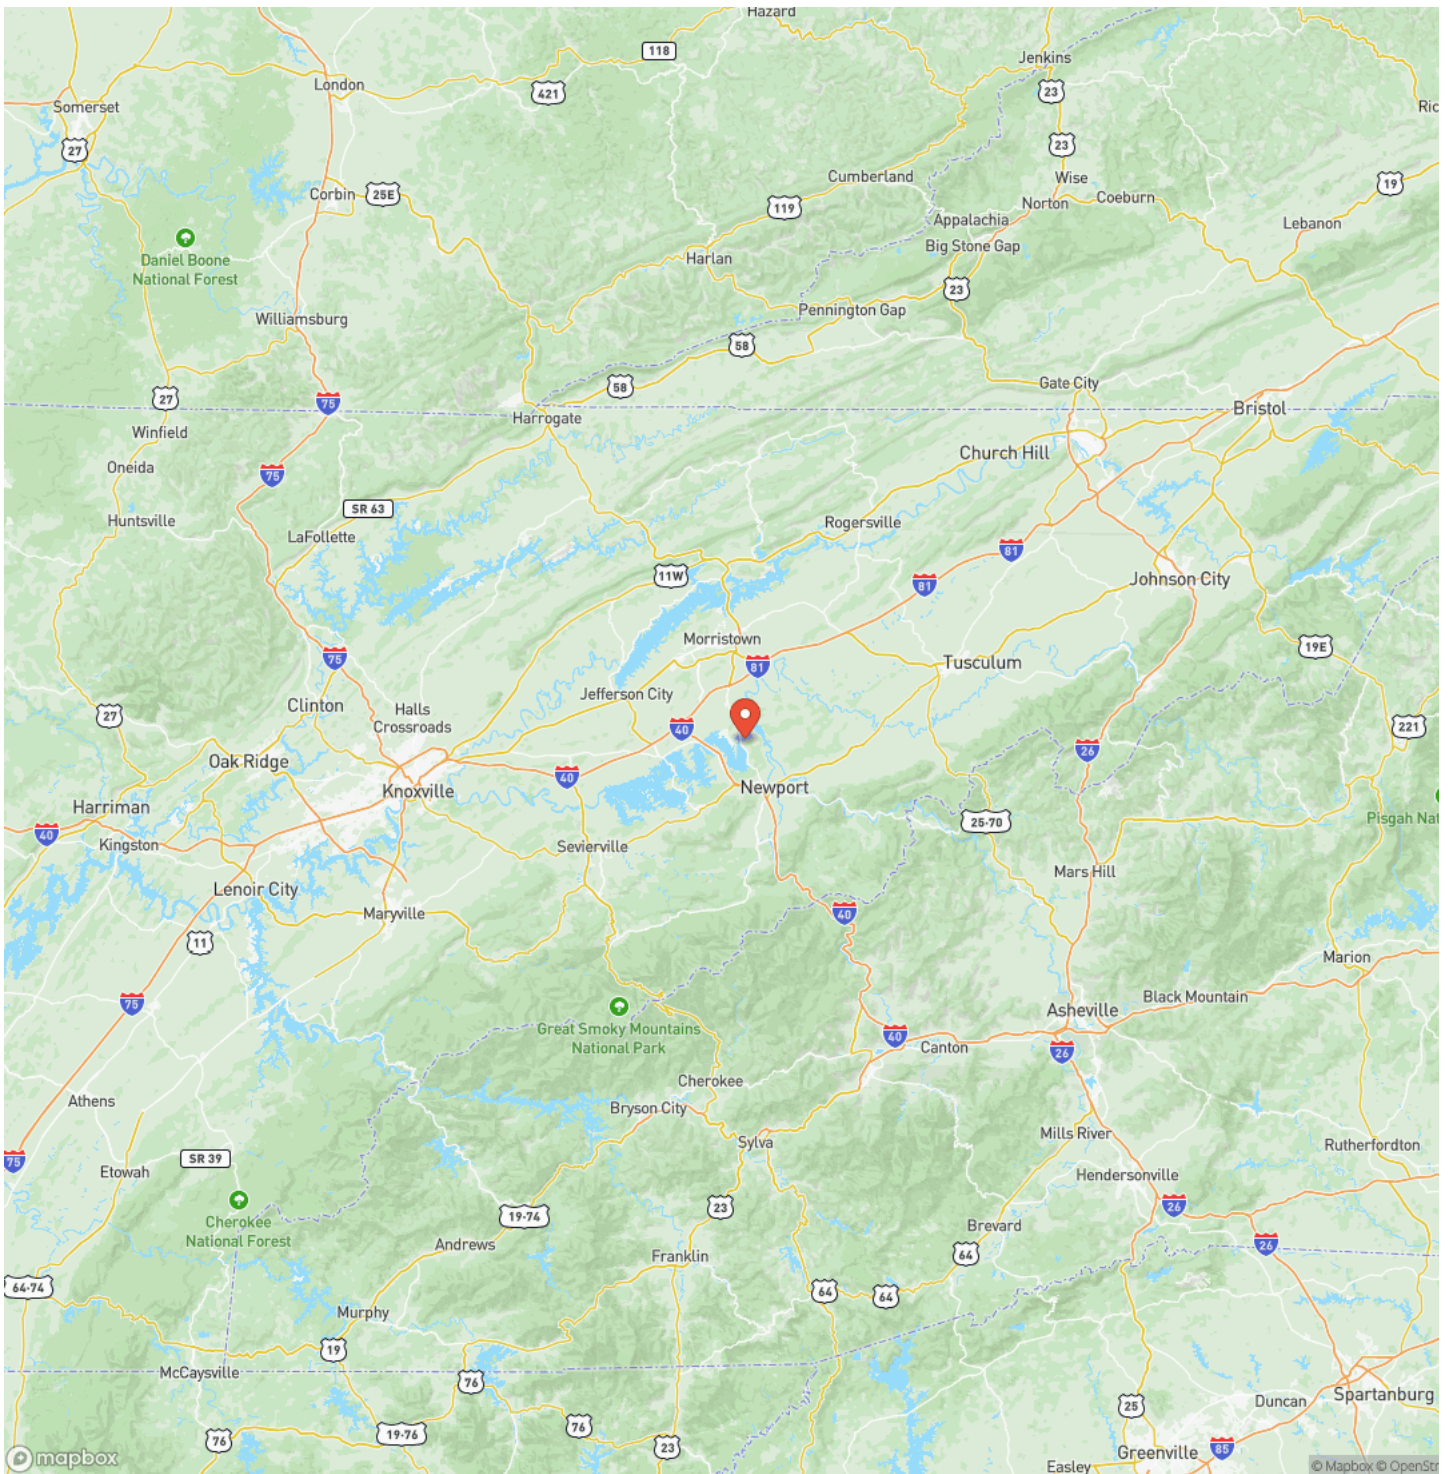 Hazard
118
Jenkins
London
421
23
Somerset
Ric
27
23
Cumberland
Wise
19
Corbin
25E
119
Norton
Coeburn
Appalachia
Lebanon
Big Stone Gap
Daniel Boone
National Forest
Harlan
23
Pennington Gap
Williamsburg
58
58
Gate City
27
75
Harrogate
Bristol
Winfield
Church Hill
Oneida
75
SR 63
Huntsville
Rogersville
LaFollette
81
11W
81
Johnson City
Morristown
19E
75
81
Tusculum
Jefferson City
Clinton
Halls
Crossroads
27
40
221
26
Oak Ridge
40
Knoxville
Newport
Harriman
25-70
Pisgah Nat
40
Kingston
Sevierville
Mars Hill
Lenoir City
Maryville
40
11
Marion
75
Black Mountain
Great Smoky Mountains
National Park
Asheville
40
Canton
26
Cherokee
Athens
Bryson City
Mills River
Sylva
Rutherfordton
75
SR 39
Etowah
Hendersonville
23
26
Cherokee
National Forest
19-74
Brevard
Andrews
26
Franklin
64
64-74
64
64
Murphy
19
McCaysville
76
Spartanburg
Duncan
25
76
19-76
76
23
Greenville
85
mapbox
Easley
© Mapbox © OpenStr